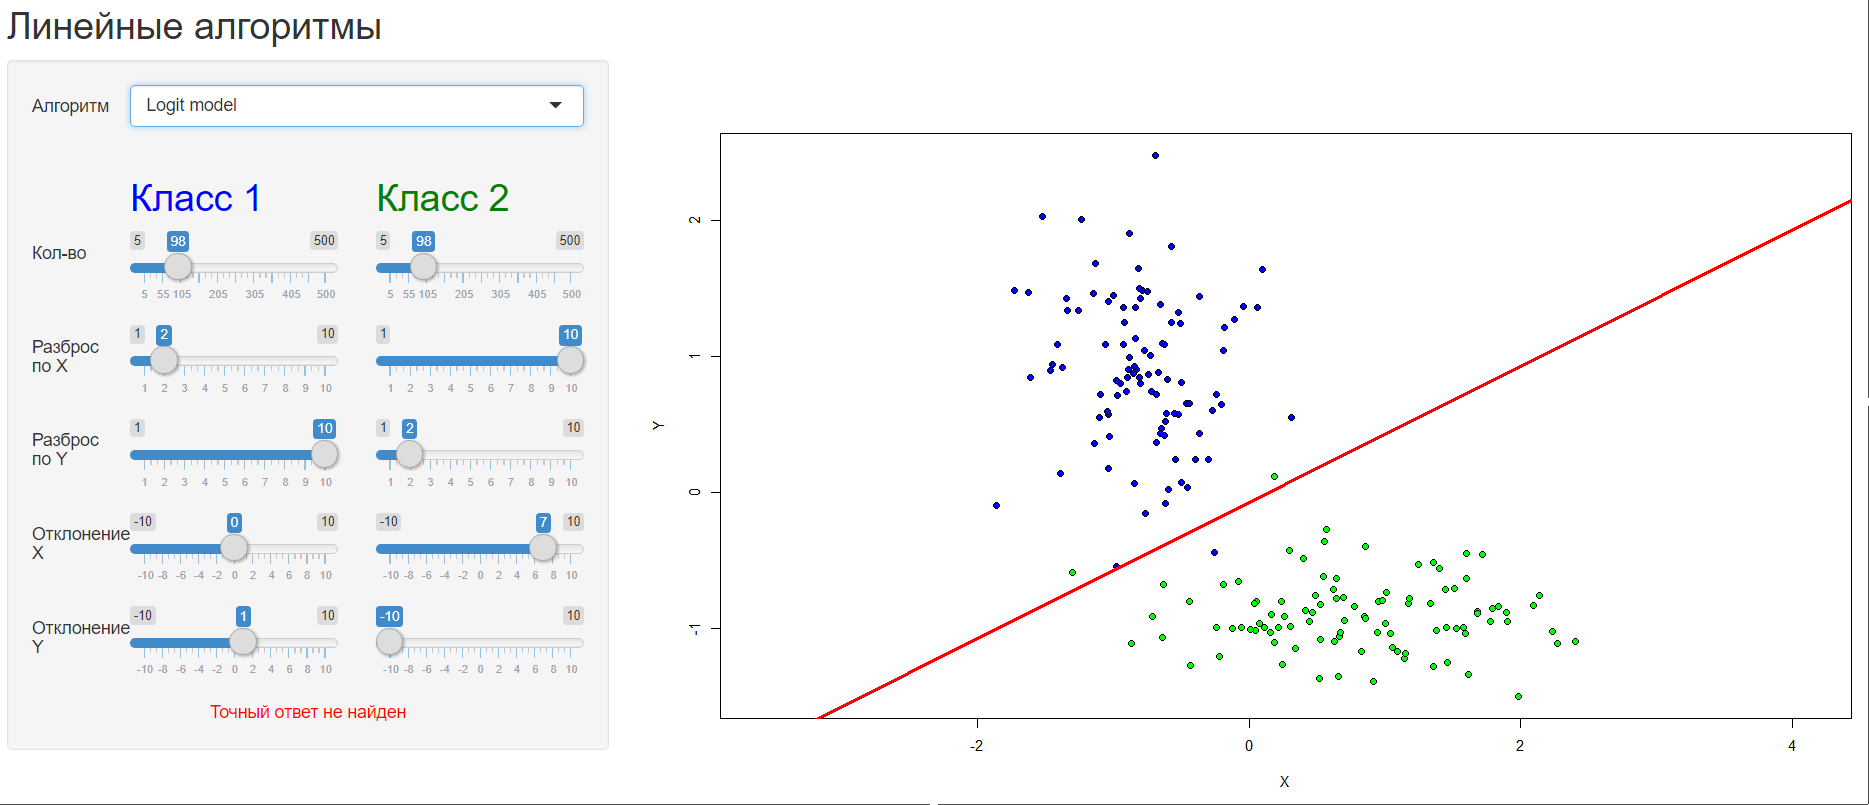 Линейные алгоритмы
Алгоритм
Logit model
Класс 1
Класс 2
Кол-во
5 98 500
5 55 105 205 305 405 500
5 98 500
5 55 105 205 305 405 500
Разброс
по X
1 2 10
1 2 3 4 5 6 7 8 9 10
1 10
1 2 3 4 5 6 7 8 9 10
Разброс
по Y
1 10
1 2 3 4 5 6 7 8 9 10
1 2 10
1 2 3 4 5 6 7 8 9 10
Отклонение
X
-10 0 10
-10 -8 -6 -4 -2 0 2 4 6 8 10
-10 7 10
-10 -8 -6 -4 -2 0 2 4 6 8 10
Отклонение
Y
-10 1 10
-10 -8 -6 -4 -2 0 2 4 6 8 10
-10 10
-10 -8 -6 -4 -2 0 2 4 6 8 10
Точный ответ не найден
Y
2
1
0
-1
-2 0 2 4
X